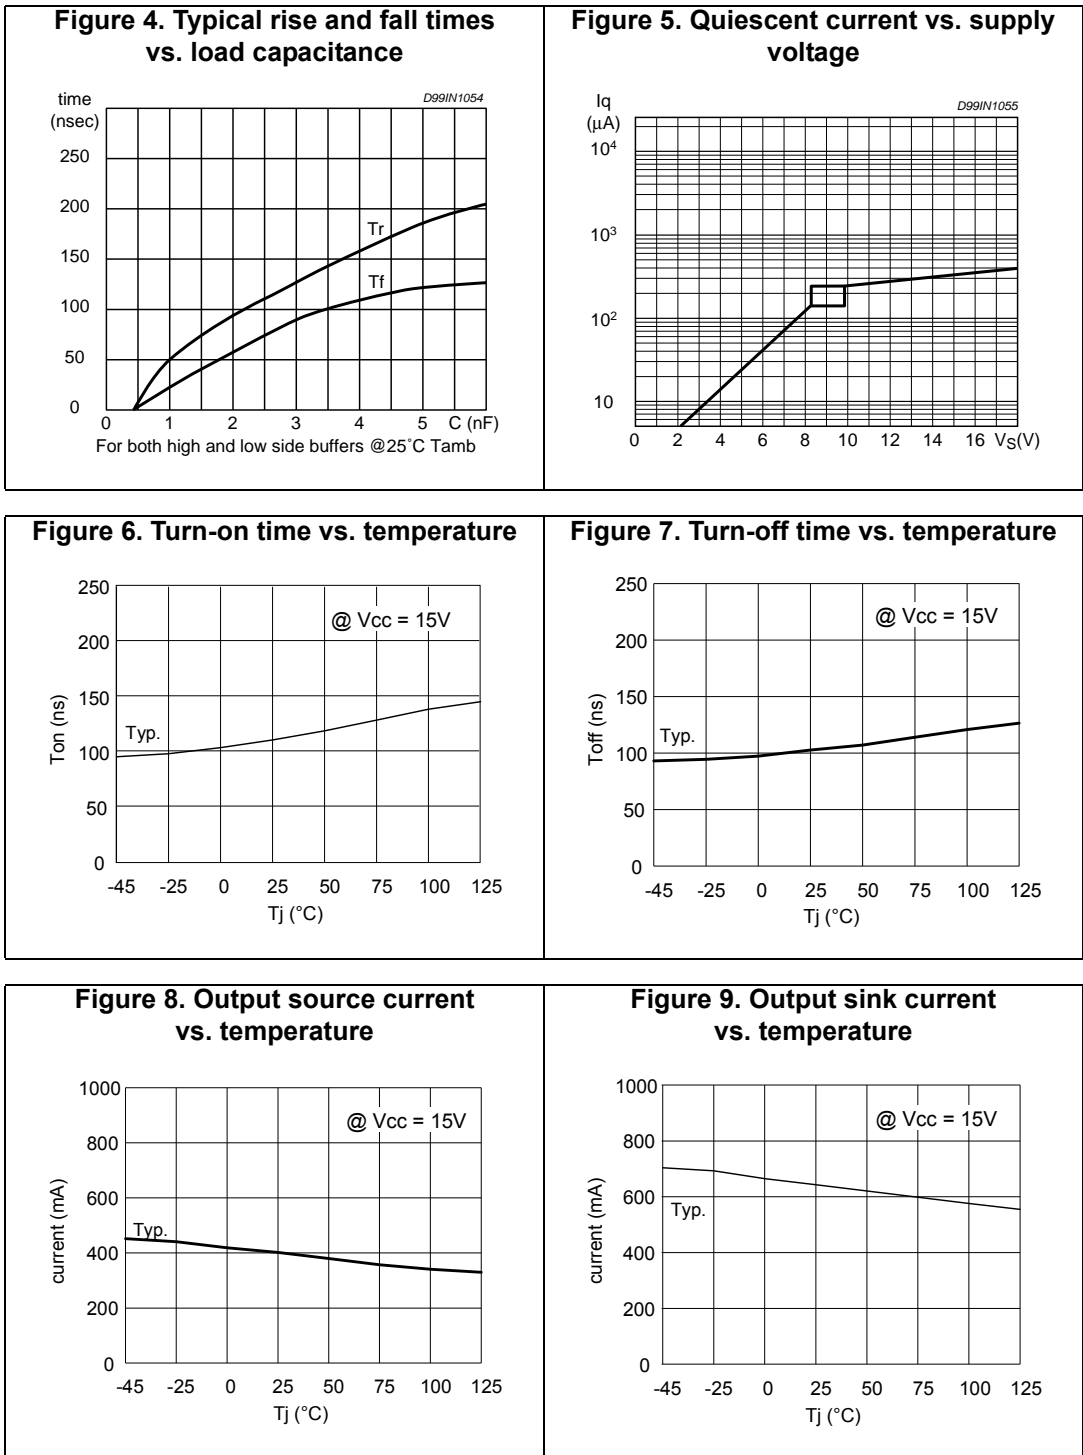 Figure 4. Typical rise and fall times
vs. load capacitance
time
(nsec)
D99IN1054
250
200
150
100
50
0
Tr
Tf
0 1 2 3 4 5 C (nF)
For both high and low side buffers @25˚C Tamb
Figure 5. Quiescent current vs. supply
voltage
Iq
(μA)
D99IN1055
10⁴
10³
10²
10
0 2 4 6 8 10 12 14 16 VS(V)
Figure 6. Turn-on time vs. temperature
250
200
150
100
50
0
Ton (ns)
@ Vcc = 15V
Typ.
-45 -25 0 25 50 75 100 125
Tj (°C)
Figure 7. Turn-off time vs. temperature
250
200
150
100
50
0
Toff (ns)
@ Vcc = 15V
Typ.
-45 -25 0 25 50 75 100 125
Tj (°C)
Figure 8. Output source current
vs. temperature
1000
800
600
400
200
0
current (mA)
@ Vcc = 15V
Typ.
-45 -25 0 25 50 75 100 125
Tj (°C)
Figure 9. Output sink current
vs. temperature
1000
800
600
400
200
0
current (mA)
@ Vcc = 15V
Typ.
-45 -25 0 25 50 75 100 125
Tj (°C)